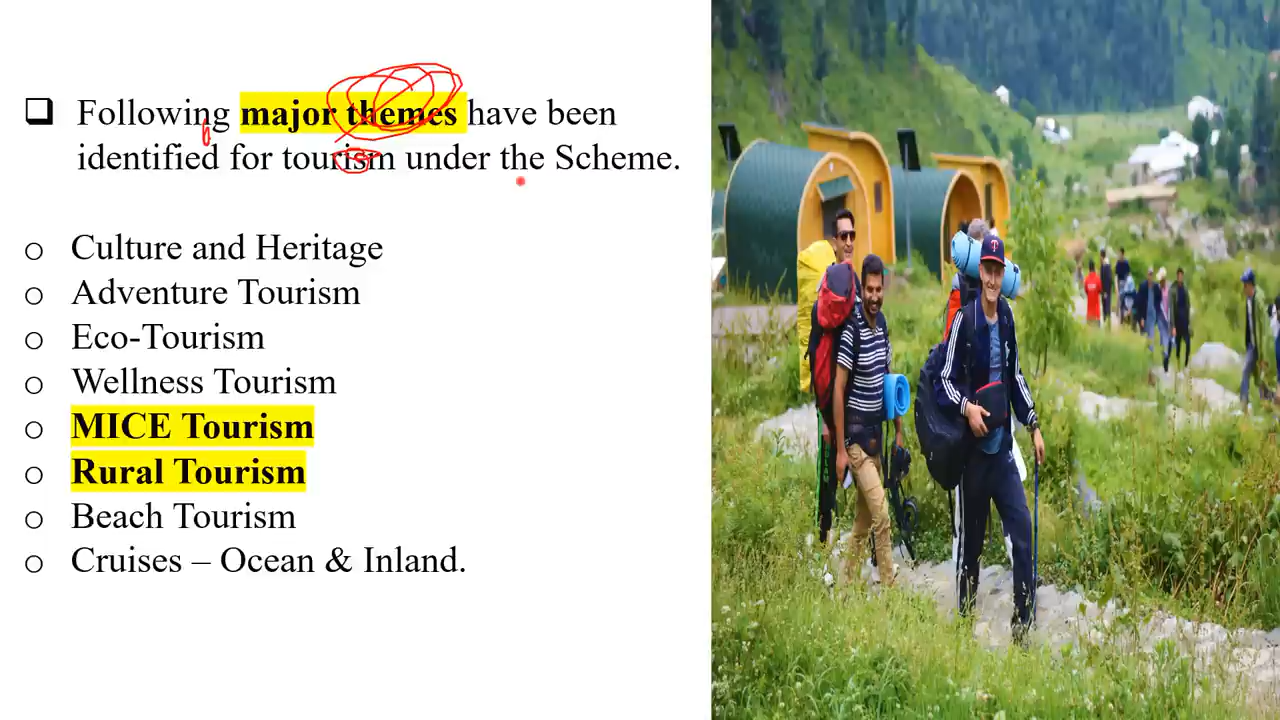 Following major themes have been
identified for tourism under the Scheme.
Culture and Heritage
Adventure Tourism
Eco-Tourism
Wellness Tourism
MICE Tourism
Rural Tourism
Beach Tourism
Cruises – Ocean & Inland.